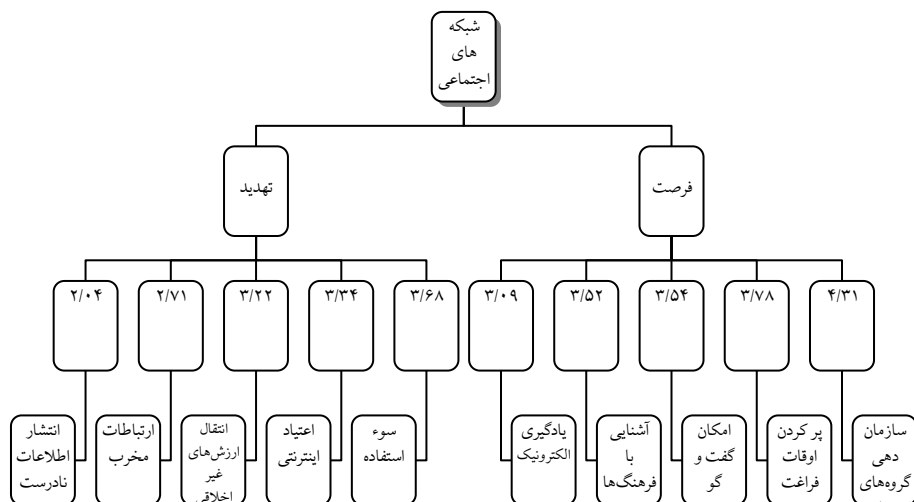 شبکه
های
اجتماعی
فرصت
تهدید
۴/۳۱
۳/۷۸
۳/۵۴
۳/۵۲
۳/۰۹
۳/۶۸
۳/۳۴
۳/۲۲
۲/۷۱
۲/۰۴
سازمان
دهی
گروه‌های
پر کردن
اوقات
فراغت
امکان
گفت و
گو
آشنایی
با
فرهنگ‌ها
یادگیری
الکترونیک
سوء
استفاده
اعتیاد
اینترنتی
انتقال
ارزش‌های
غیر
اخلاقی
ارتباطات
مخرب
انتشار
اطلاعات
نادرست